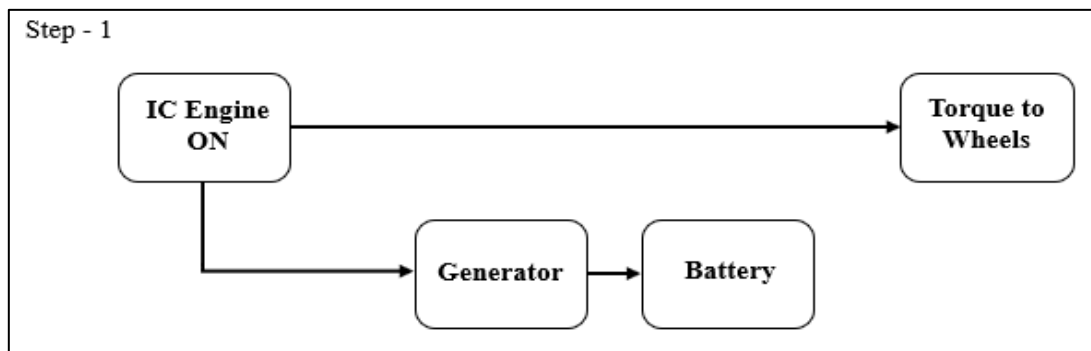 Step - 1
IC Engine
ON
Torque to
Wheels
Generator
Battery